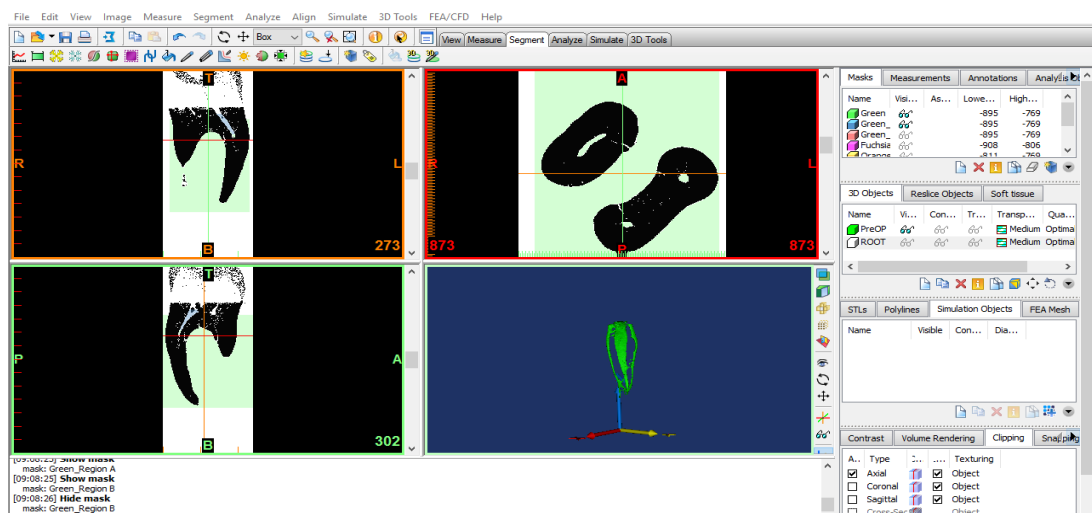 File Edit View Image Measure Segment Analyze Align Simulate 3D Tools FEA/CFD Help
Box View Measure Segment Analyze Simulate 3D Tools
T
R
L
B
273
A
R
L
873
873
T
P
A
B
302
Masks Measurements Annotations
Name Visi... As... Lowe... High...
Green -895 -769
Green_ -895 -769
Green_ -895 -769
Fuchsia -908 -806
3D Objects Reslice Objects Soft tissue
Name Vi... Con... Tr... Transp... Qua...
PreOP Medium Optima
ROOT Medium Optima
STLs Polylines Simulation Objects FEA Mesh
Name Visible Con... Dia...
Contrast Volume Rendering Clipping
A.. Type .... Texturing
Axial Object
Coronal Object
Sagittal Object
Object
[09:08:25] Show mask
mask: Green_Region A
[09:08:25] Show mask
mask: Green_Region B
[09:08:26] Hide mask
mask: Green_Region B